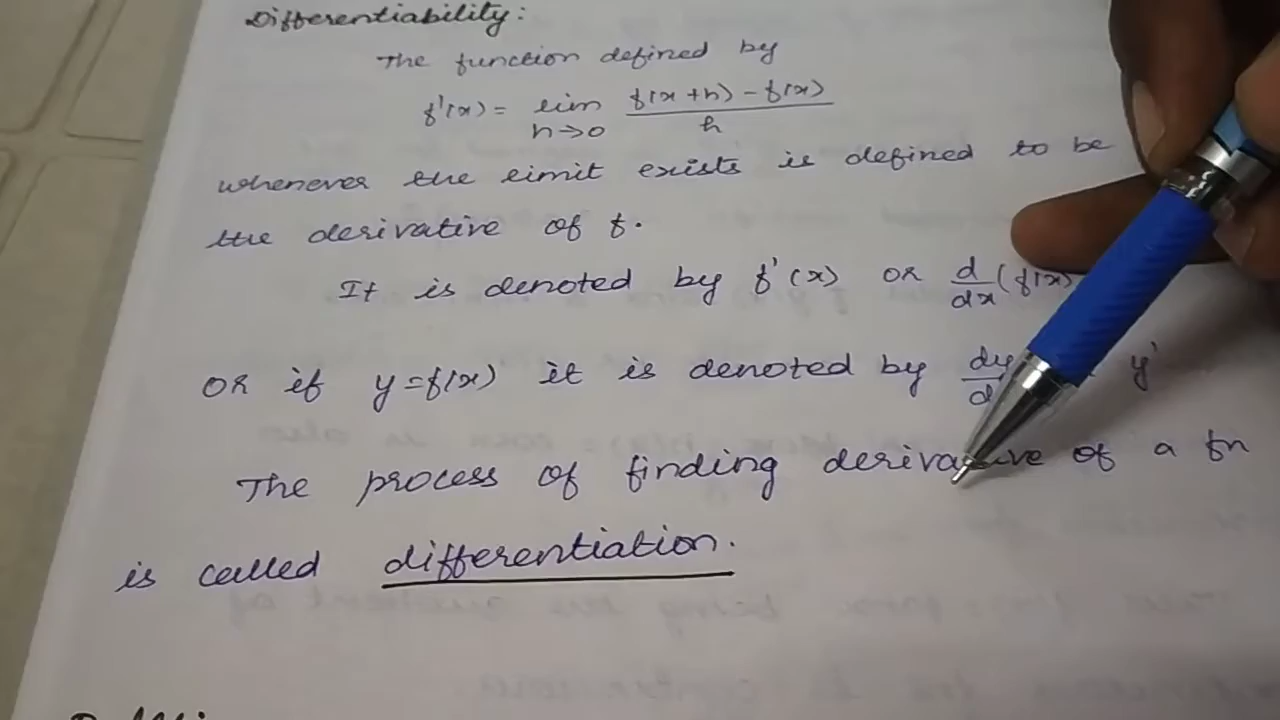 Differentiability:
The function defined by
f'(x) = lim h→0 f(x+h) - f(x) / h
whenever the limit exists is defined to be
the derivative of f.
It is denoted by f'(x) or d/dx (f(x)
or if y = f(x) it is denoted by dy/d y'
The process of finding derivative of a fn
is called differentiation.